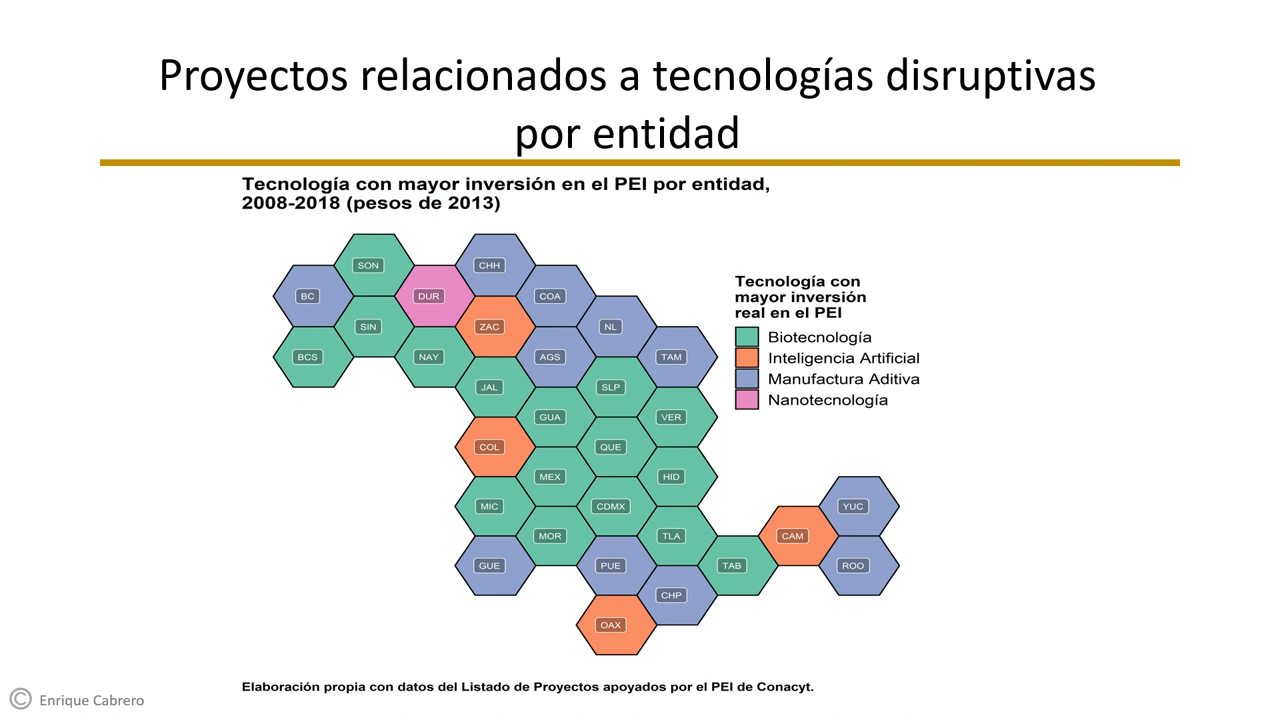 Proyectos relacionados a tecnologías disruptivas
por entidad
Tecnología con mayor inversión en el PEI por entidad,
2008-2018 (pesos de 2013)
SON
CHH
BC
DUR
COA
SIN
ZAC
NL
BCS
NAY
AGS
TAM
JAL
SLP
GUA
VER
COL
QUE
MEX
HID
MIC
CDMX
YUC
MOR
TLA
CAM
GUE
PUE
TAB
ROO
CHP
OAX
Tecnología con
mayor inversión
real en el PEI
Biotecnología
Inteligencia Artificial
Manufactura Aditiva
Nanotecnología
Elaboración propia con datos del Listado de Proyectos apoyados por el PEI de Conacyt.
© Enrique Cabrero